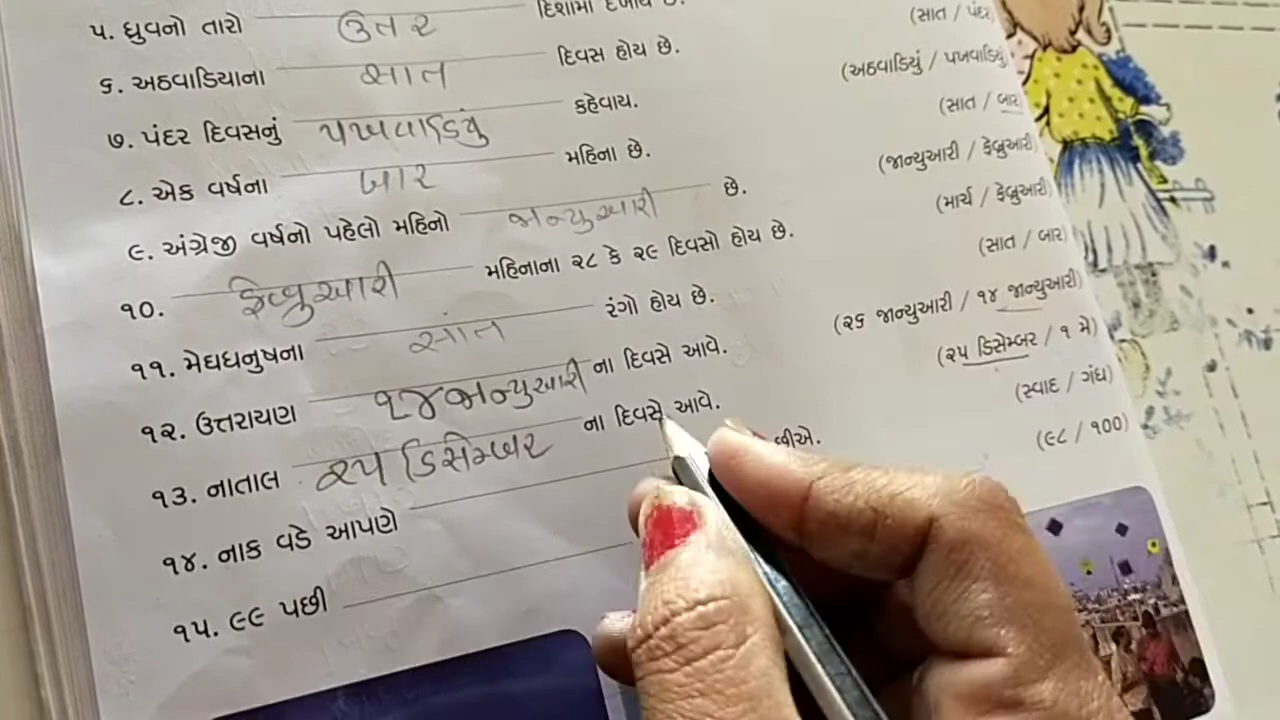 ૫. ધ્રુવનો તારો ઉતર દિશામાં દેખાય છે. (સાત / પંદર)
૬. અઠવાડિયાના સાત દિવસ હોય છે. (અઠવાડિયું / પખવાડિયું)
૭. પંદર દિવસનું પખવાડિયું કહેવાય. (સાત / બાર)
૮. એક વર્ષના બાર મહિના છે. (જાન્યુઆરી / ફેબ્રુઆરી)
૯. અંગ્રેજી વર્ષનો પહેલો મહિનો જાન્યુઆરી છે. (માર્ચ / ફેબ્રુઆરી)
૧૦. ફેબ્રુઆરી મહિનાના ૨૮ કે ૨૯ દિવસો હોય છે. (સાત / બાર)
૧૧. મેઘધનુષના સાત રંગો હોય છે. (૨૬ જાન્યુઆરી / ૧૪ જાન્યુઆરી)
૧૨. ઉત્તરાયણ ૧૪જાન્યુઆરી ના દિવસે આવે. (૨૫ ડિસેમ્બર / ૧ મે)
૧૩. નાતાલ ૨૫ ડિસેમ્બર ના દિવસે આવે. (સ્વાદ / ગંધ)
૧૪. નાક વડે આપણે છીએ. (૯૮ / ૧૦૦)
૧૫. ૯૯ પછી